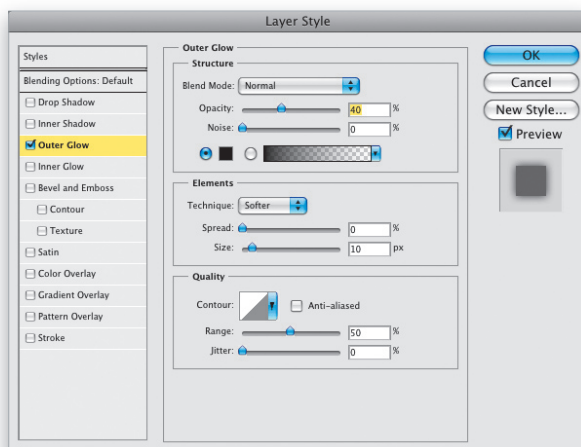 Layer Style
Styles
Blending Options: Default
Drop Shadow
Inner Shadow
Outer Glow
Inner Glow
Bevel and Emboss
Contour
Texture
Satin
Color Overlay
Gradient Overlay
Pattern Overlay
Stroke
Outer Glow
Structure
Blend Mode: Normal
Opacity: 40 %
Noise: 0 %
Elements
Technique: Softer
Spread: 0 %
Size: 10 px
Quality
Contour: Anti-aliased
Range: 50 %
Jitter: 0 %
OK
Cancel
New Style...
Preview